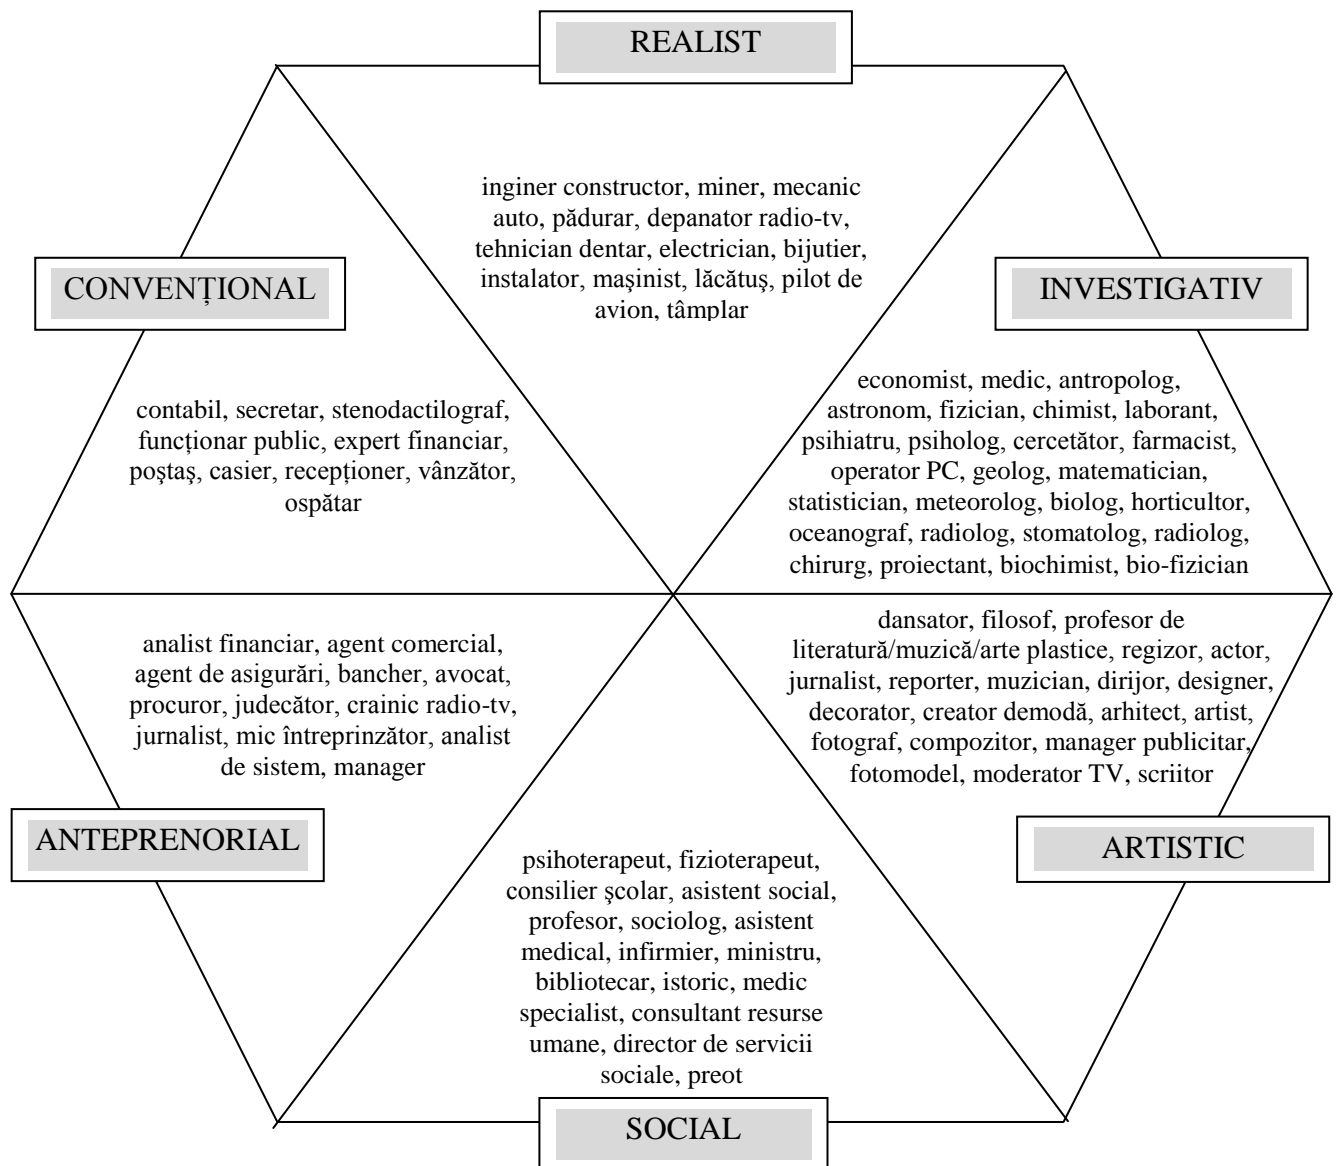 REALIST
inginer constructor, miner, mecanic
auto, pădurar, depanator radio-tv,
tehnician dentar, electrician, bijutier,
instalator, maşinist, lăcătuş, pilot de
avion, tâmplar
CONVENȚIONAL
contabil, secretar, stenodactilograf,
funcționar public, expert financiar,
poştaş, casier, recepționer, vânzător,
ospătar
INVESTIGATIV
economist, medic, antropolog,
astronom, fizician, chimist, laborant,
psihiatru, psiholog, cercetător, farmacist,
operator PC, geolog, matematician,
statistician, meteorolog, biolog, horticultor,
oceanograf, radiolog, stomatolog, radiolog,
chirurg, proiectant, biochimist, bio-fizician
analist financiar, agent comercial,
agent de asigurări, bancher, avocat,
procuror, judecător, crainic radio-tv,
jurnalist, mic întreprinzător, analist
de sistem, manager
ANTEPRENORIAL
dansator, filosof, profesor de
literatură/muzică/arte plastice, regizor, actor,
jurnalist, reporter, muzician, dirijor, designer,
decorator, creator demodă, arhitect, artist,
fotograf, compozitor, manager publicitar,
fotomodel, moderator TV, scriitor
ARTISTIC
psihoterapeut, fizioterapeut,
consilier şcolar, asistent social,
profesor, sociolog, asistent
medical, infirmier, ministru,
bibliotecar, istoric, medic
specialist, consultant resurse
umane, director de servicii
sociale, preot
SOCIAL